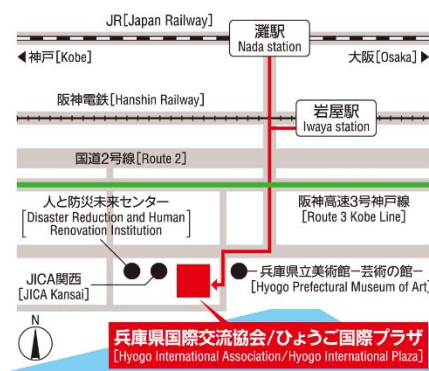 JR[Japan Railway]
灘駅
Nada station
◀神戸[Kobe]
大阪[Osaka]▶
阪神電鉄[Hanshin Railway]
岩屋駅
Iwaya station
国道2号線[Route 2]
人と防災未来センター
[Disaster Reduction and Human
Renovation Institution]
阪神高速3号神戸線
[Route 3 Kobe Line]
JICA関西
[JICA Kansai]
兵庫県立美術館ー芸術の館ー
[Hyogo Prefectural Museum of Art]
N
兵庫県国際交流協会/ひょうご国際プラザ
[Hyogo International Association/Hyogo International Plaza]